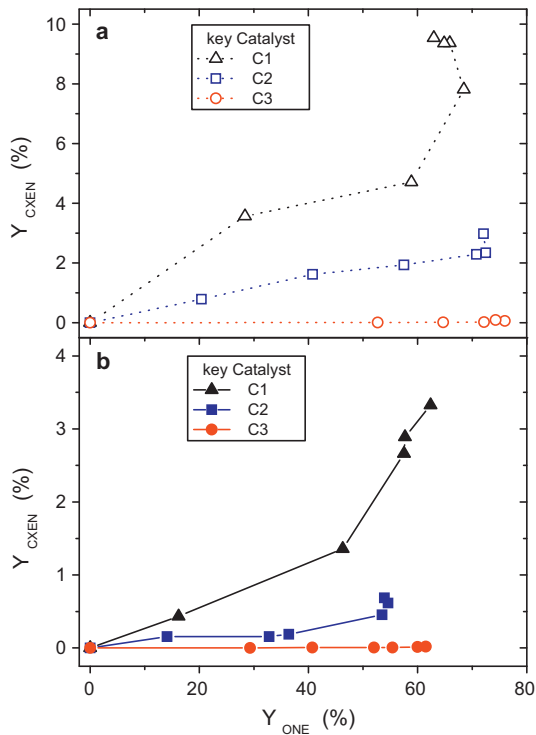 a
key Catalyst
C1
C2
C3
10
8
6
4
2
0
Y CXEN (%)
b
key Catalyst
C1
C2
C3
4
3
2
1
0
Y CXEN (%)
0 20 40 60 80
Y ONE (%)